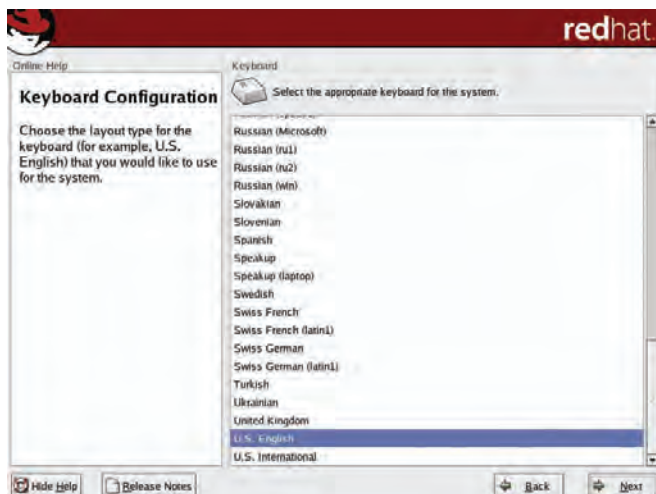 redhat.
Online Help
Keyboard Configuration
Choose the layout type for the
keyboard (for example, U.S.
English) that you would like to use
for the system.
Keyboard
Select the appropriate keyboard for the system.
Russian (Microsoft)
Russian (ru1)
Russian (ru2)
Russian (win)
Slovakian
Slovenian
Spanish
Speakup
Speakup (laptop)
Swedish
Swiss French
Swiss French (latin1)
Swiss German
Swiss German (latin1)
Turkish
Ukrainian
United Kingdom
U.S. English
U.S. International
Hide Help
Release Notes
Back
Next